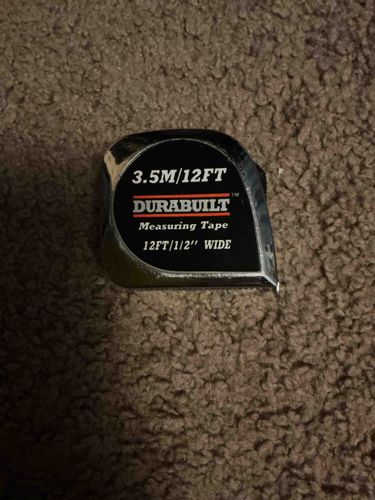 3.5M/12FT
DURABUILT™
Measuring Tape
12FT/1/2" WIDE